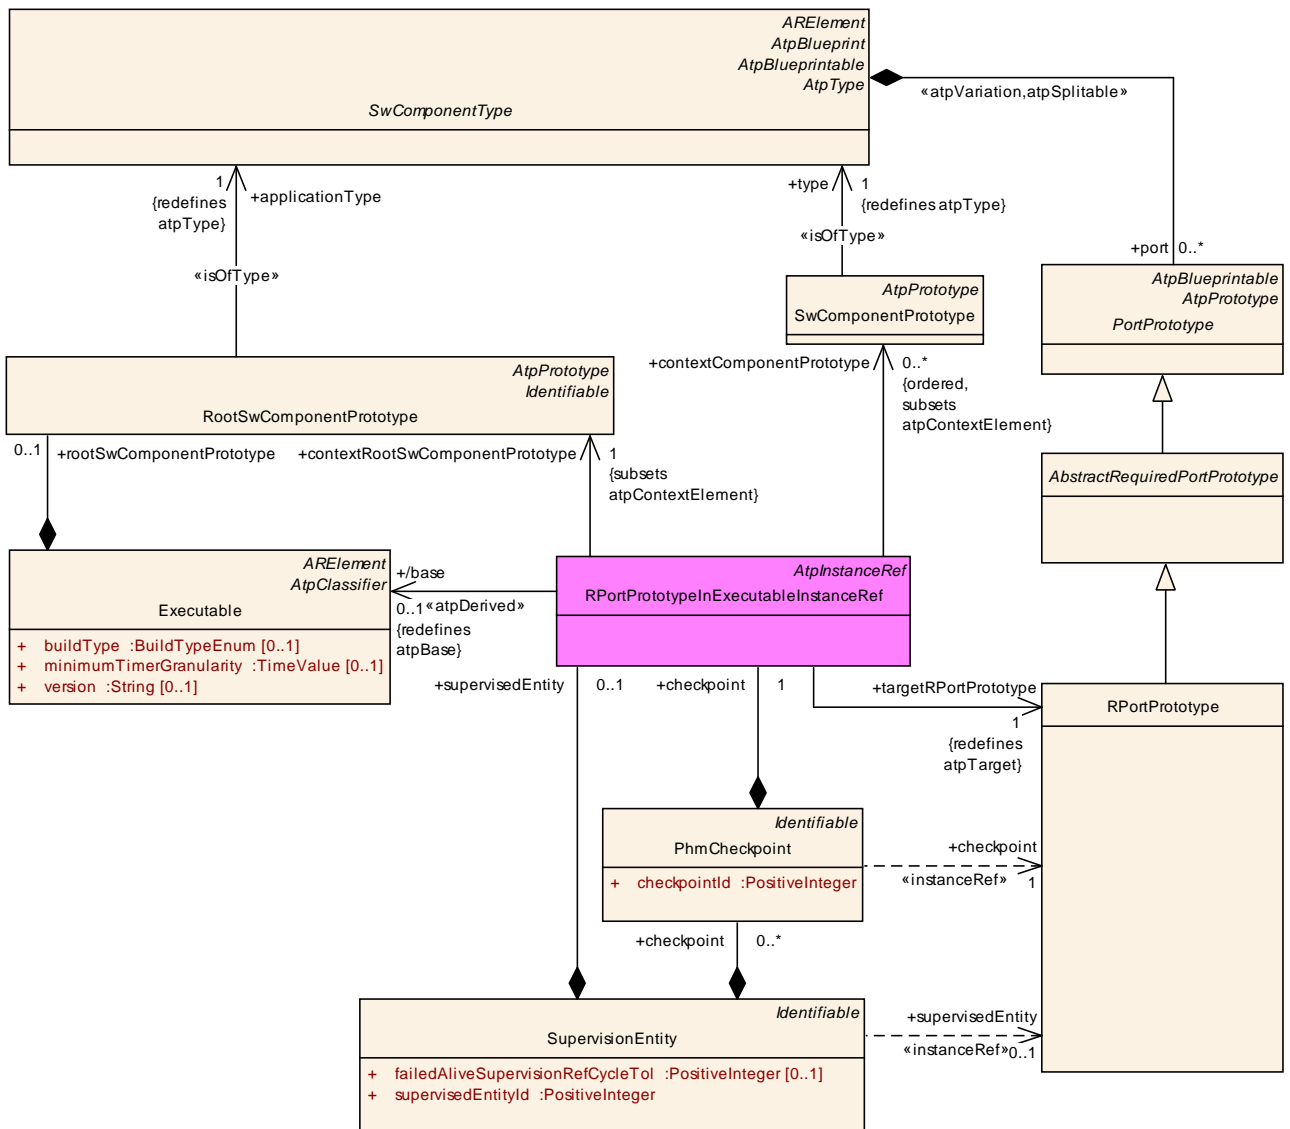 ARElement
AtpBlueprint
AtpBlueprintable
AtpType
SwComponentType
«atpVariation,atpSplitable»
1
+applicationType
{redefines
atpType}
«isOfType»
+type
1
{redefines atpType}
«isOfType»
+port
0..*
AtpPrototype
SwComponentPrototype
AtpBlueprintable
AtpPrototype
PortPrototype
+contextComponentPrototype
0..*
{ordered,
subsets
atpContextElement}
AtpPrototype
Identifiable
RootSwComponentPrototype
0..1
+rootSwComponentPrototype
+contextRootSwComponentPrototype
1
{subsets
atpContextElement}
AbstractRequiredPortPrototype
ARElement
AtpClassifier
Executable
+ buildType :BuildTypeEnum [0..1]
+ minimumTimerGranularity :TimeValue [0..1]
+ version :String [0..1]
+/base
0..1
«atpDerived»
{redefines
atpBase}
AtpInstanceRef
RPortPrototypeInExecutableInstanceRef
+supervisedEntity
0..1
+checkpoint
1
+targetRPortPrototype
1
{redefines
atpTarget}
RPortPrototype
Identifiable
PhmCheckpoint
+ checkpointId :PositiveInteger
+checkpoint
«instanceRef»
1
+checkpoint
0..*
Identifiable
SupervisionEntity
+ failedAliveSupervisionRefCycleTol :PositiveInteger [0..1]
+ supervisedEntityId :PositiveInteger
+supervisedEntity
«instanceRef»
0..1